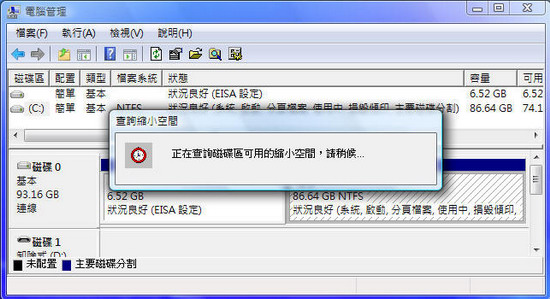 電腦管理
檔案(F) 執行(A) 檢視(V) 說明(H)
磁碟區 配置 類型 檔案系統 狀態 容量 可用
簡單 基本 狀況良好 (EISA 設定) 6.52 GB 6.52
(C:) 簡單 基本 NTFS 狀況良好 (系統, 啟動, 分頁檔案, 使用中, 損毀傾印, 主要磁碟分割) 86.64 GB 74.1
查詢縮小空間
正在查詢磁碟區可用的縮小空間，請稍候...
磁碟 0
基本
93.16 GB
連線
6.52 GB
狀況良好 (EISA 設定)
86.64 GB NTFS
狀況良好 (系統, 啟動, 分頁檔案, 使用中, 損毀傾印,
磁碟 1
卸除式 (D:)
未配置 主要磁碟分割